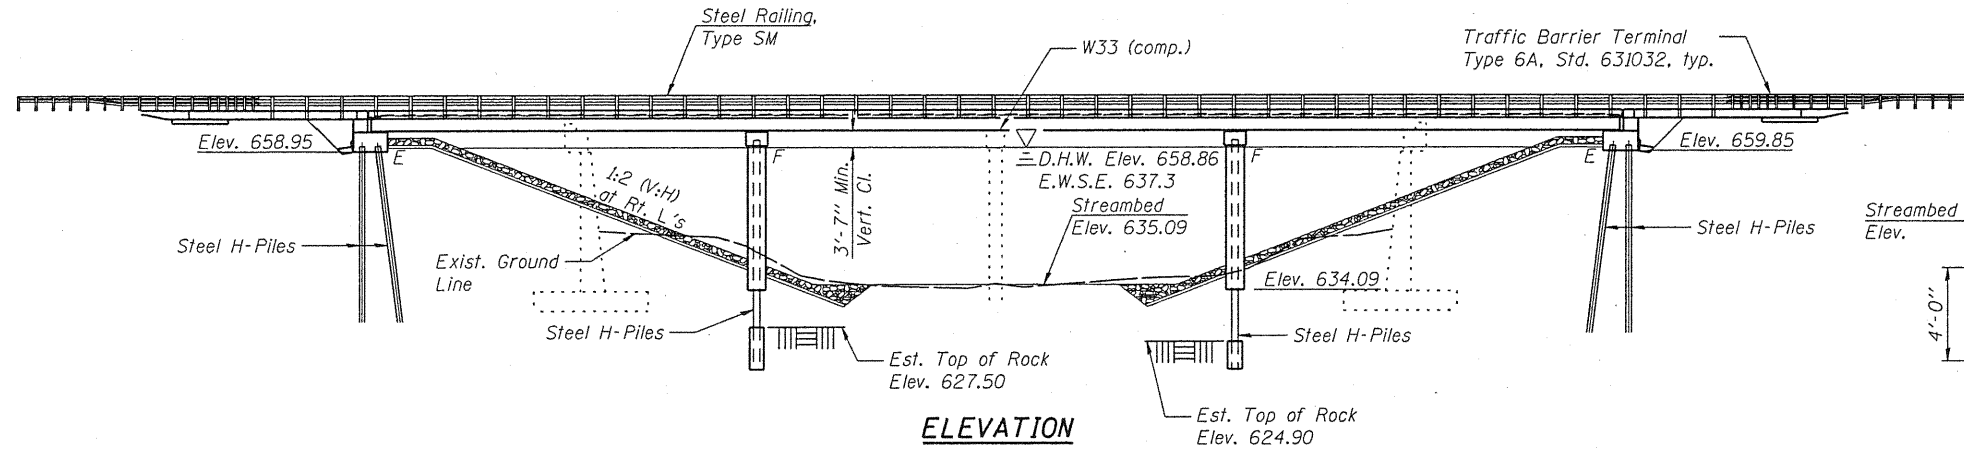 Steel Railing,
Type SM
W33 (comp.)
Traffic Barrier Terminal
Type 6A, Std. 631032, typ.
Elev. 658.95
E
F
D.H.W. Elev. 658.86
E.W.S.E. 637.3
F
E
Elev. 659.85
1:2 (V:H)
at Rt. L's
3'-7" Min.
Vert. Cl.
Streambed
Elev. 635.09
Streambed
Elev.
Steel H-Piles
Exist. Ground
Line
Steel H-Piles
Elev. 634.09
4'-0"
Steel H-Piles
Steel H-Piles
Est. Top of Rock
Elev. 627.50
Est. Top of Rock
Elev. 624.90
ELEVATION